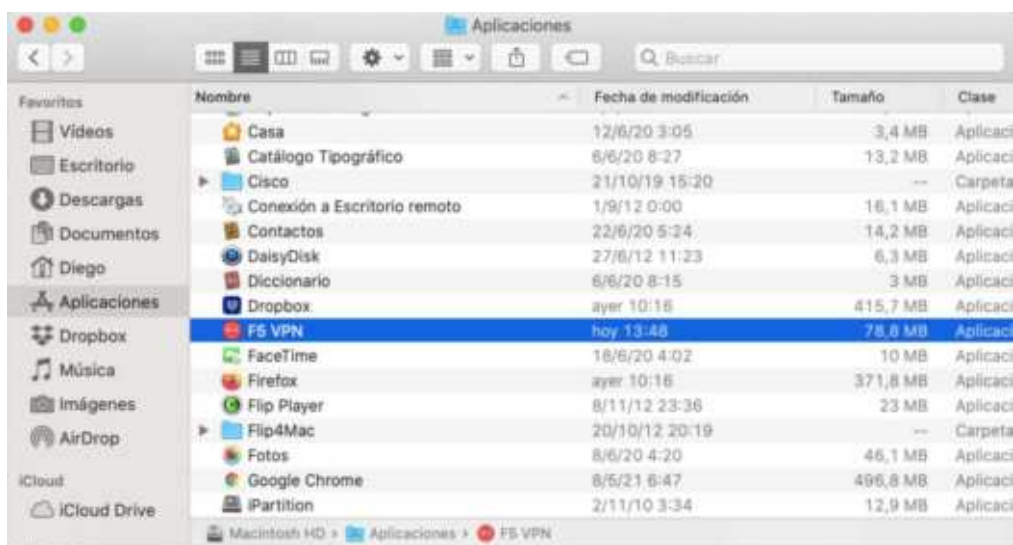 Aplicaciones
Buscar
Favoritos
Vídeos
Escritorio
Descargas
Documentos
Diego
Aplicaciones
Dropbox
Música
Imágenes
AirDrop
iCloud
iCloud Drive
Nombre Fecha de modificación Tamaño Clase
Casa 12/6/20 3:05 3,4 MB Aplicaci
Catálogo Tipográfico 6/6/20 8:27 13,2 MB Aplicaci
Cisco 21/10/19 15:20 -- Carpeta
Conexión a Escritorio remoto 1/9/12 0:00 16,1 MB Aplicaci
Contactos 22/6/20 5:24 14,2 MB Aplicaci
DaisyDisk 27/6/12 11:23 6,3 MB Aplicaci
Diccionario 6/6/20 8:15 3 MB Aplicaci
Dropbox ayer 10:16 415,7 MB Aplicaci
F5 VPN hoy 13:48 78,8 MB Aplicaci
FaceTime 18/6/20 4:02 10 MB Aplicaci
Firefox ayer 10:16 371,8 MB Aplicaci
Flip Player 8/11/12 23:36 23 MB Aplicaci
Flip4Mac 20/10/12 20:19 -- Carpeta
Fotos 8/6/20 4:20 46,1 MB Aplicaci
Google Chrome 8/5/21 6:47 496,8 MB Aplicaci
iPartition 2/11/10 3:34 12,9 MB Aplicaci
Macintosh HD › Aplicaciones › F5 VPN